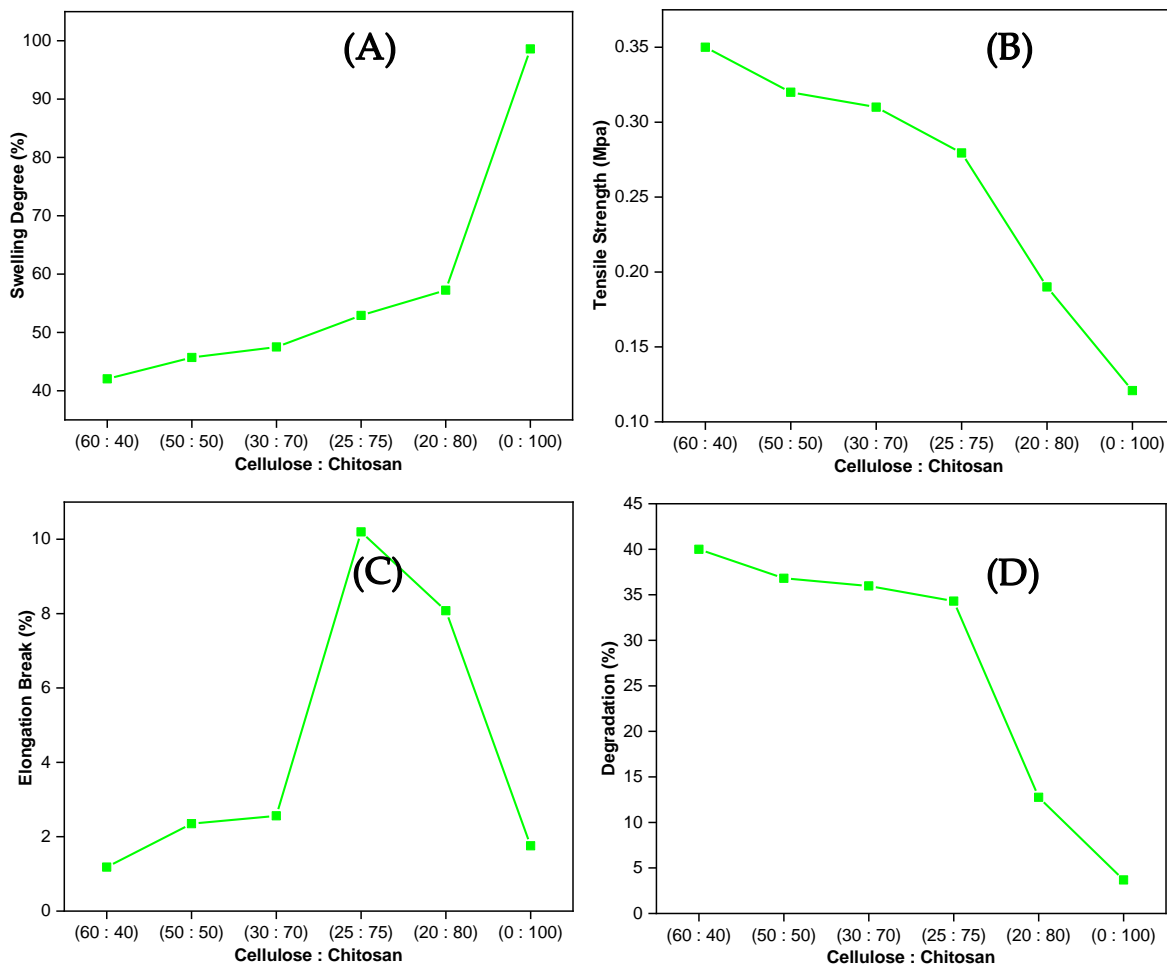 (A)
Swelling Degree (%)
100
90
80
70
60
50
40
(60 : 40) (50 : 50) (30 : 70) (25 : 75) (20 : 80) (0 : 100)
Cellulose : Chitosan
(B)
Tensile Strength (Mpa)
0.35
0.30
0.25
0.20
0.15
0.10
(60 : 40) (50 : 50) (30 : 70) (25 : 75) (20 : 80) (0 : 100)
Cellulose : Chitosan
(C)
Elongation Break (%)
10
8
6
4
2
0
(60 : 40) (50 : 50) (30 : 70) (25 : 75) (20 : 80) (0 : 100)
Cellulose : Chitosan
(D)
Degradation (%)
45
40
35
30
25
20
15
10
5
0
(60 : 40) (50 : 50) (30 : 70) (25 : 75) (20 : 80) (0 : 100)
Cellulose : Chitosan